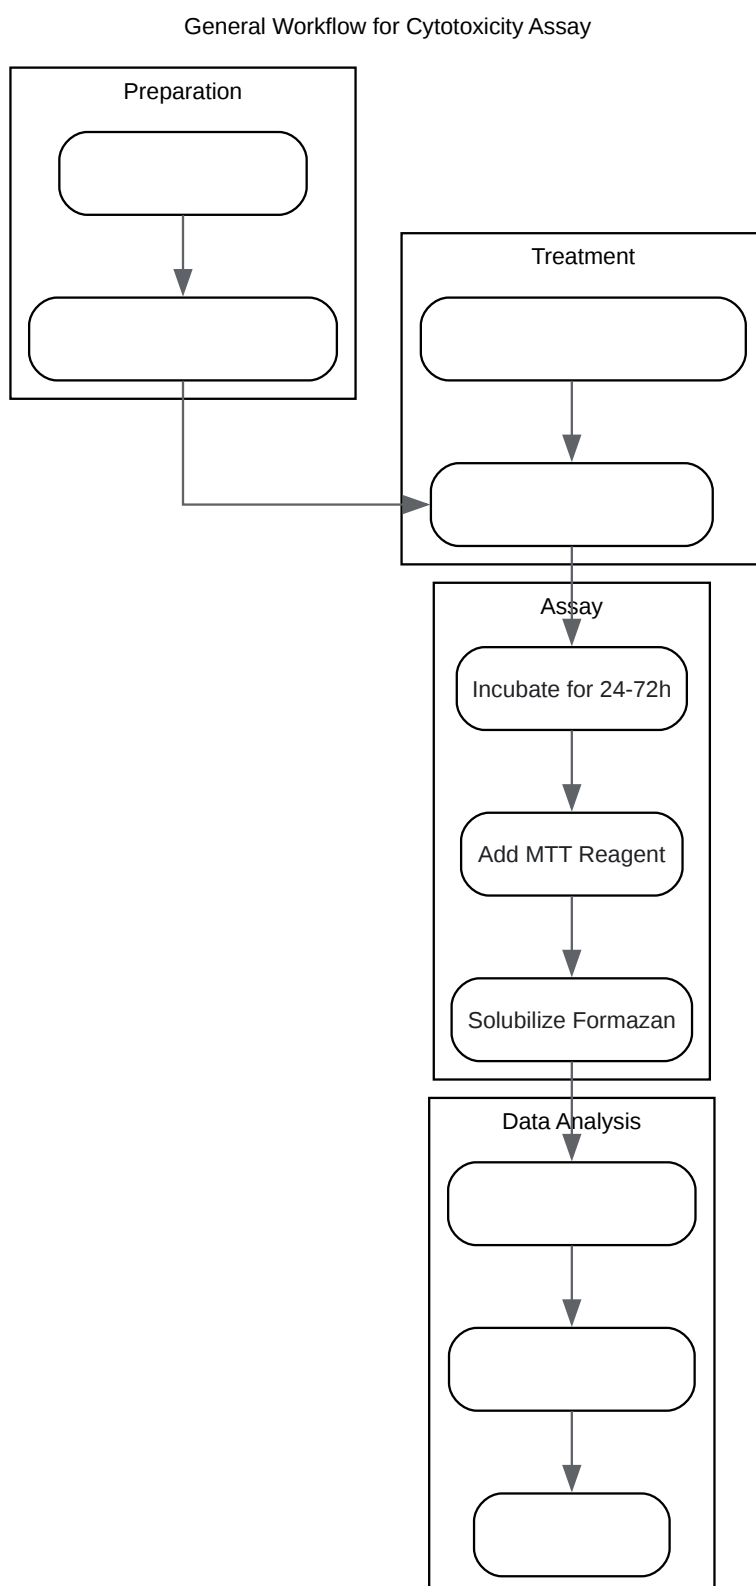 General Workflow for Cytotoxicity Assay
Preparation
Treatment
Assay
Incubate for 24-72h
Add MTT Reagent
Solubilize Formazan
Data Analysis